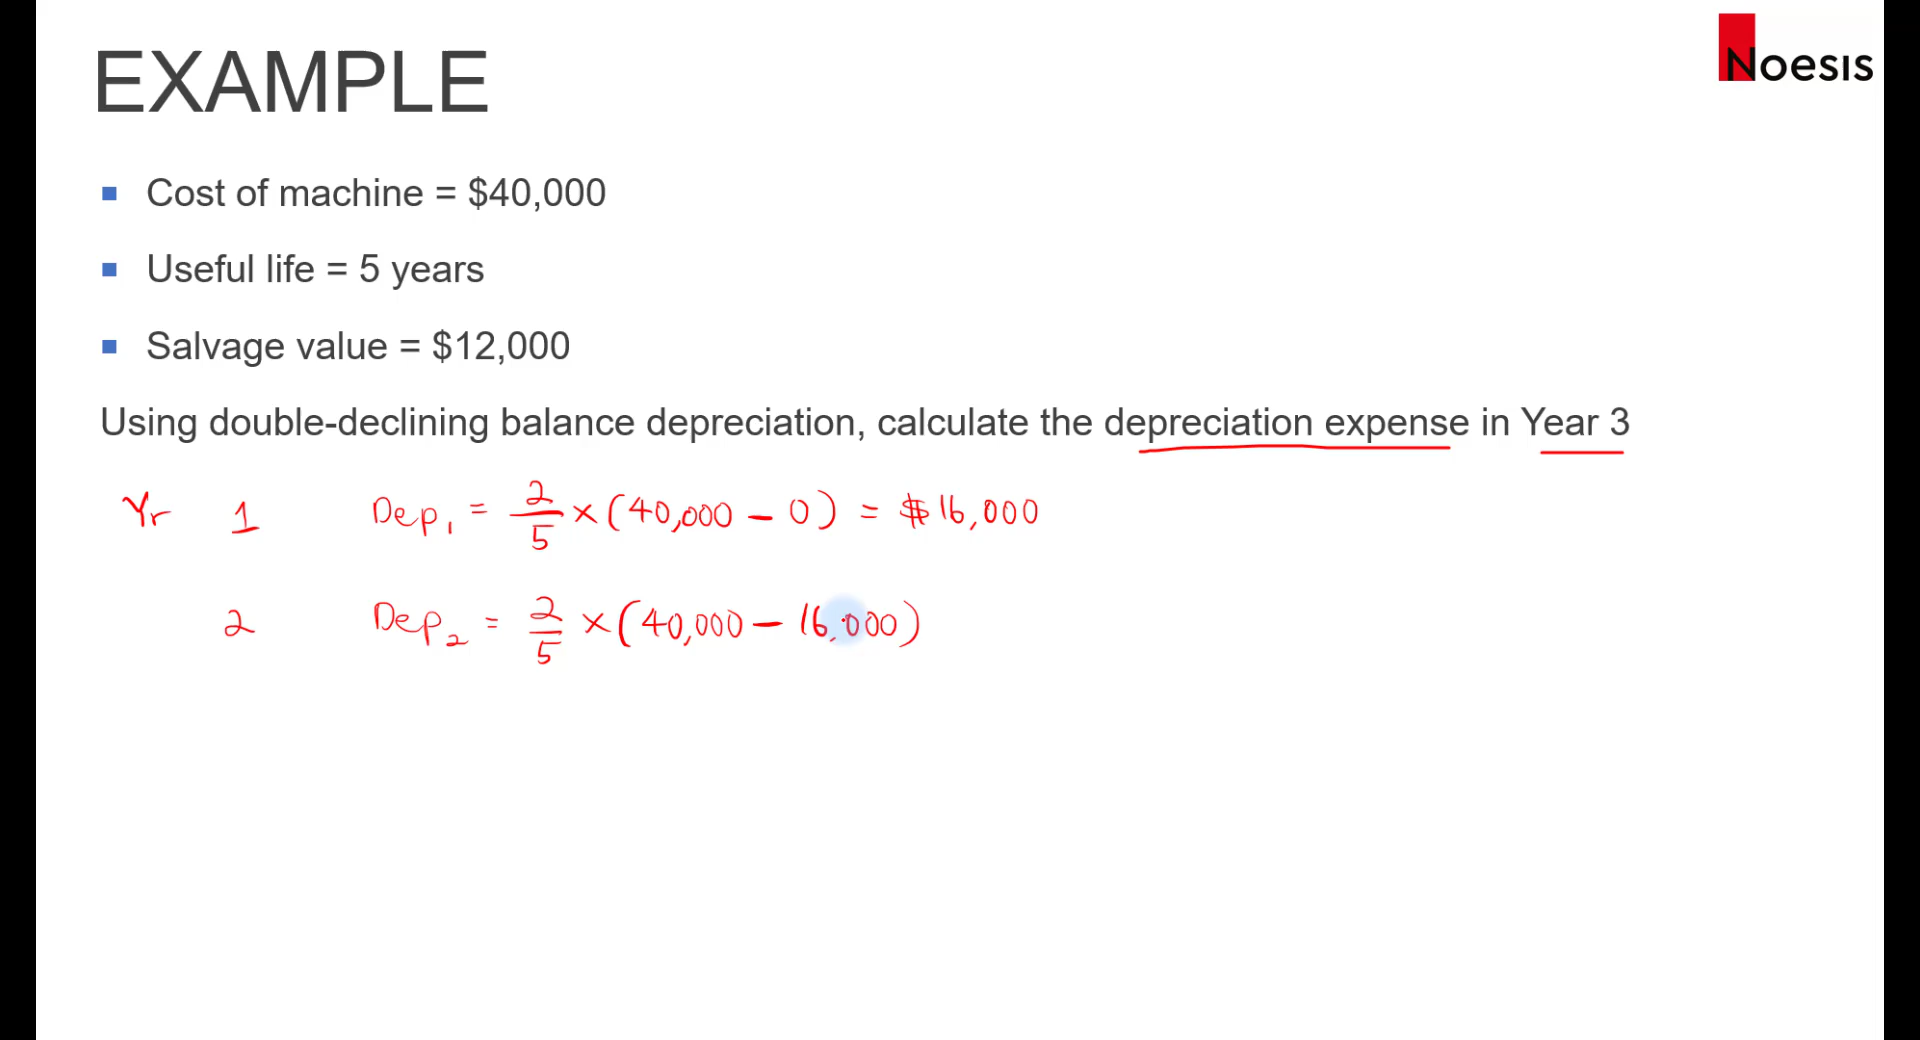 EXAMPLE
Noesis
▪ Cost of machine = $40,000
▪ Useful life = 5 years
▪ Salvage value = $12,000
Using double-declining balance depreciation, calculate the depreciation expense in Year 3
Yr 1 Dep₁ = 2/5 × (40,000 − 0) = $16,000
2 Dep₂ = 2/5 × (40,000 − 16,000)